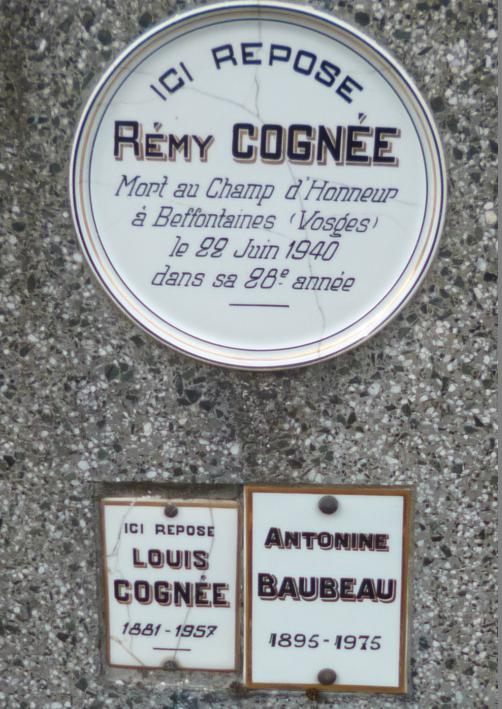 ICI REPOSE
RÉMY COGNÉE
Mort au Champ d'Honneur
à Beffontaines (Vosges)
le 22 Juin 1940
dans sa 28e année
ICI REPOSE
LOUIS
COGNÉE
1881-1957
ANTONINE
BAUBEAU
1895-1975